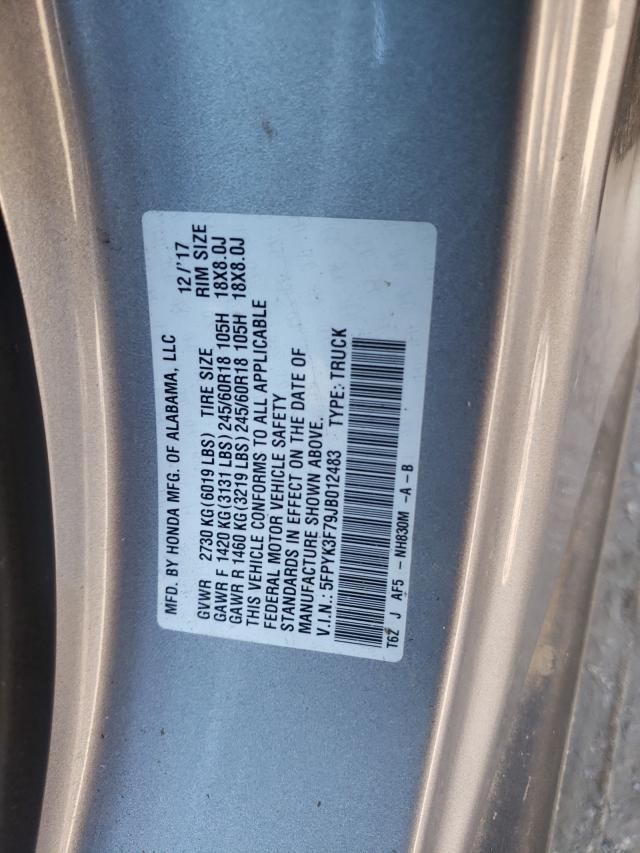 MFD. BY HONDA MFG. OF ALABAMA, LLC 12/'17
GVWR 2730 KG (6019 LBS) TIRE SIZE RIM SIZE
GAWR F 1420 KG (3131 LBS) 245/60R18 105H 18X8.0J
GAWR R 1460 KG (3219 LBS) 245/60R18 105H 18X8.0J
THIS VEHICLE CONFORMS TO ALL APPLICABLE
FEDERAL MOTOR VEHICLE SAFETY
STANDARDS IN EFFECT ON THE DATE OF
MANUFACTURE SHOWN ABOVE.
V.I.N.: 5FPYK3F79JB012483 TYPE: TRUCK
T6Z J AF5 - NH830M -A-B